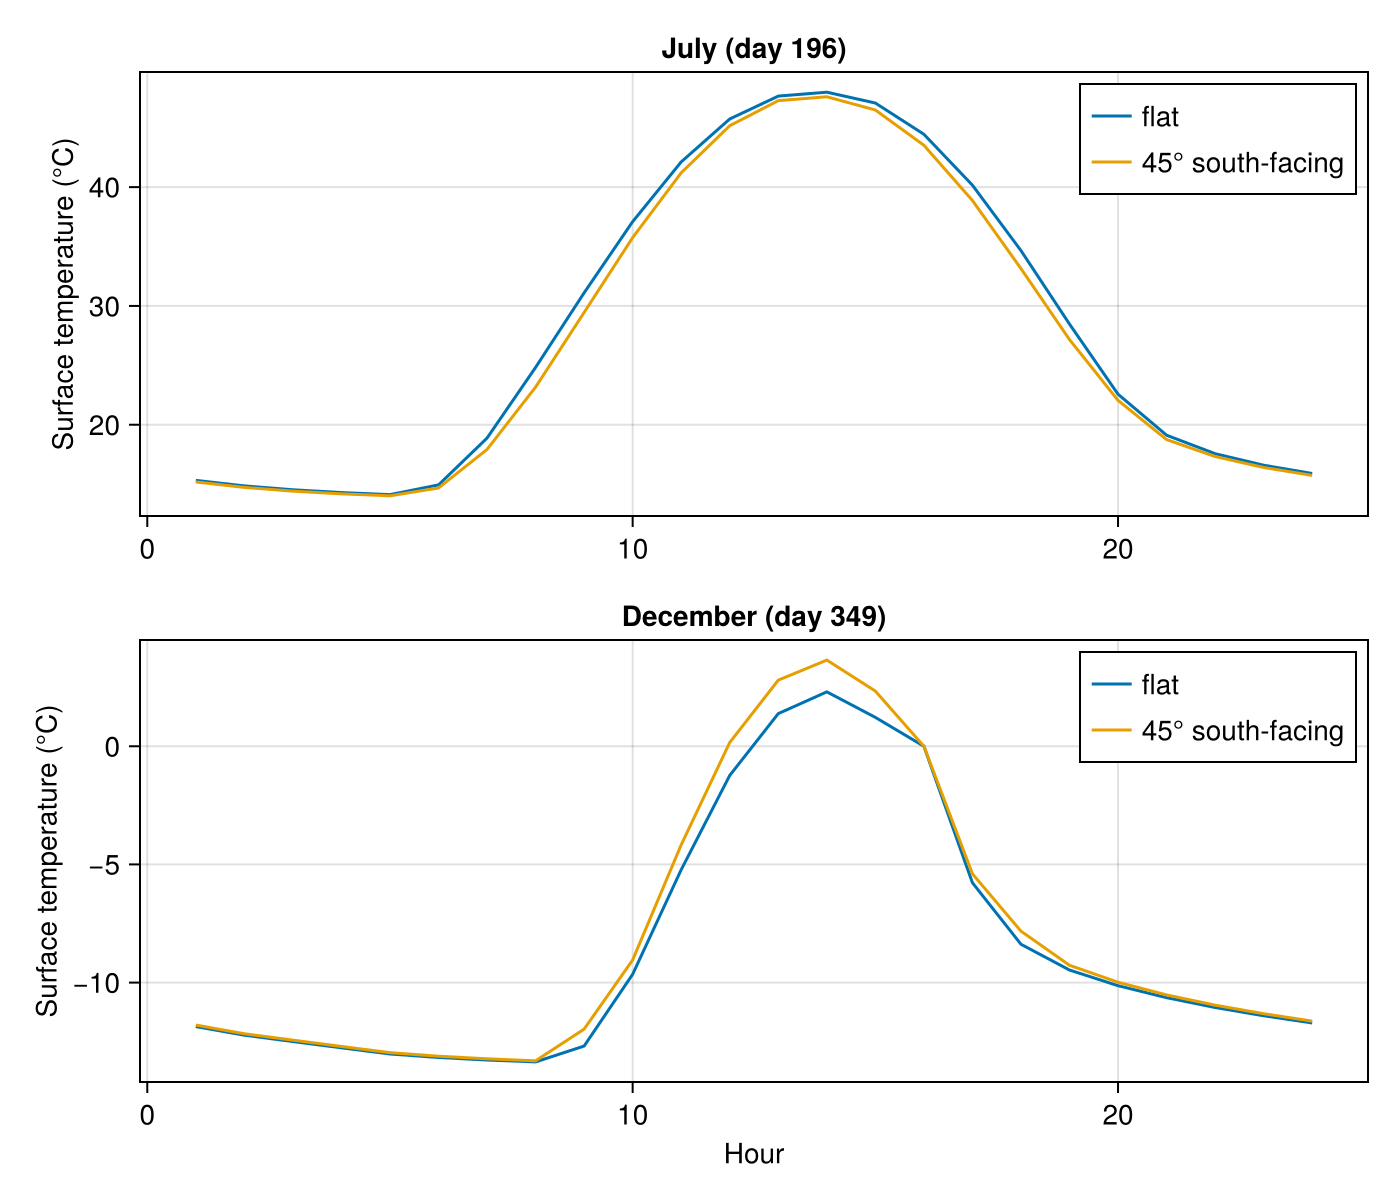 July (day 196)
Surface temperature (°C)
40
30
20
flat
45° south-facing
0
10
20
December (day 349)
Surface temperature (°C)
0
−5
−10
flat
45° south-facing
0
10
20
Hour